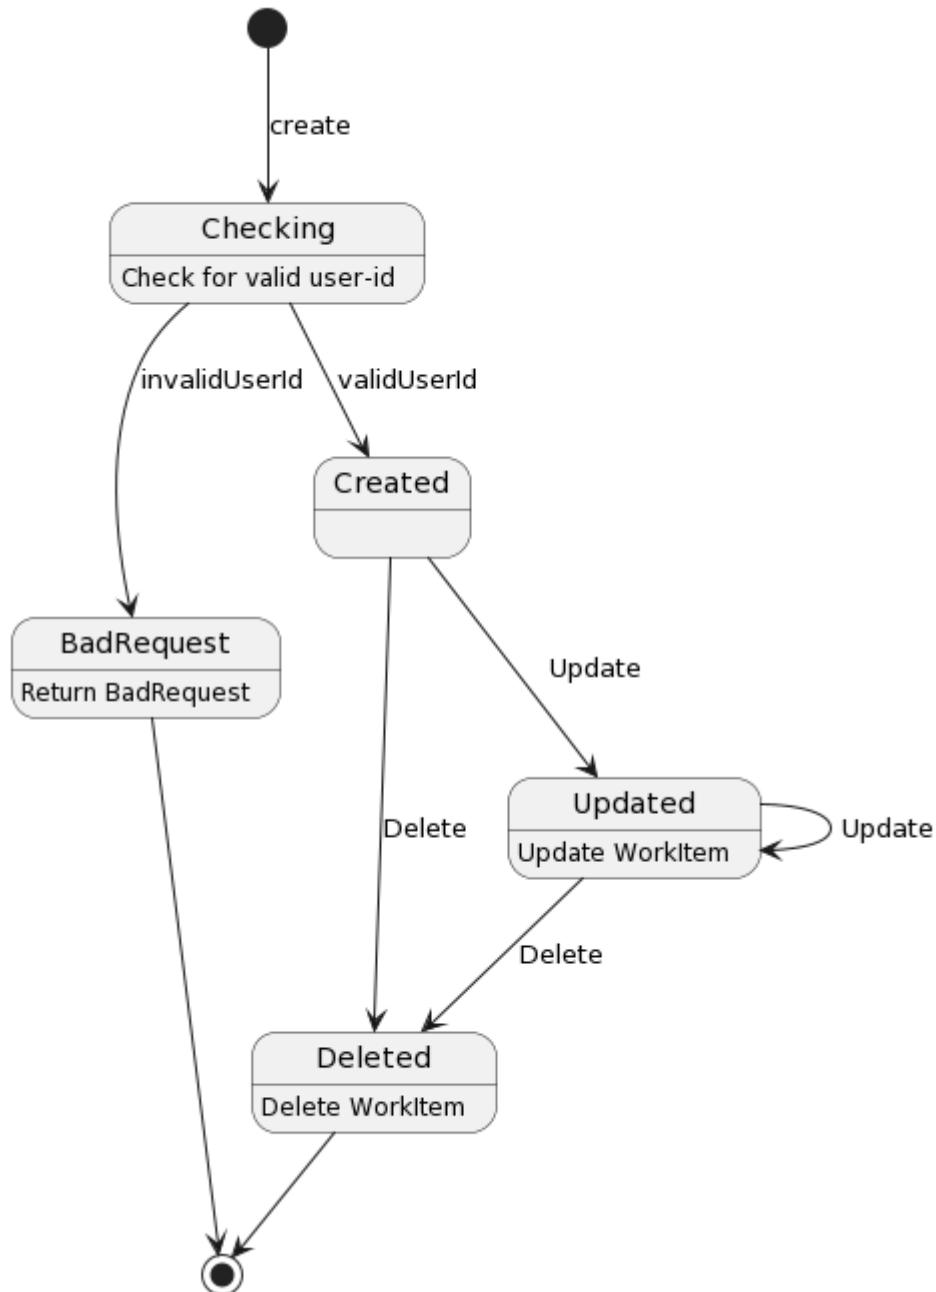 create
Checking
Check for valid user-id
invalidUserId
validUserId
Created
BadRequest
Return BadRequest
Update
Updated
Update WorkItem
Update
Delete
Delete
Deleted
Delete WorkItem